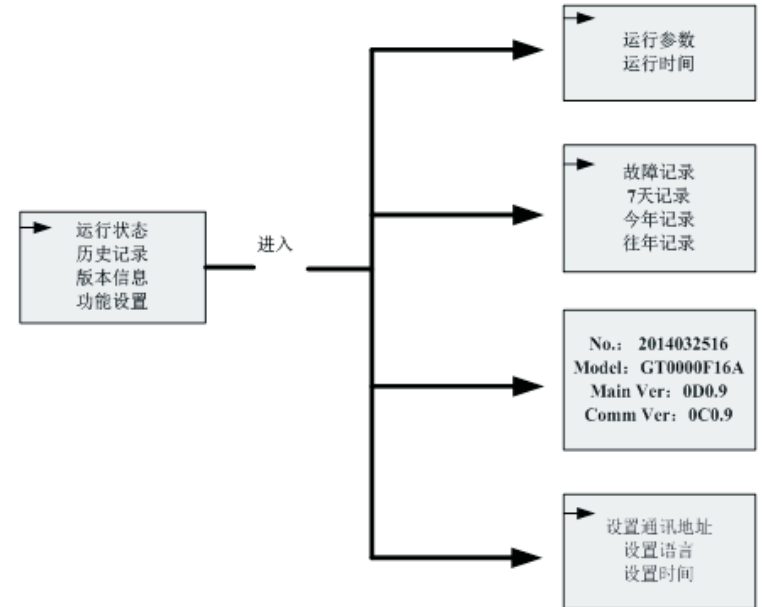 运行状态
历史记录
版本信息
功能设置
进入
运行参数
运行时间
故障记录
7天记录
今年记录
往年记录
No.： 2014032516
Model：GT0000F16A
Main Ver：0D0.9
Comm Ver：0C0.9
设置通讯地址
设置语言
设置时间